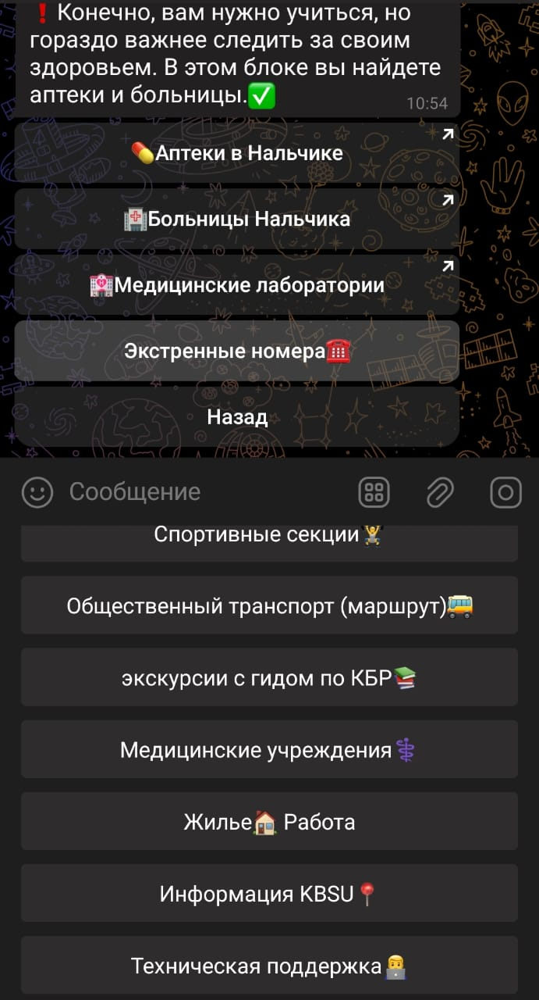 ❗ Конечно, вам нужно учиться, но
гораздо важнее следить за своим
здоровьем. В этом блоке вы найдете
аптеки и больницы.✅
10:54
💊Аптеки в Нальчике
🏥Больницы Нальчика
🏩Медицинские лаборатории
Экстренные номера☎️
Назад
Сообщение
Спортивные секции🏋️
Общественный транспорт (маршрут)🚌
экскурсии с гидом по КБР📚
Медицинские учреждения⚕️
Жилье🏠 Работа
Информация KBSU📍
Техническая поддержка👨‍💻